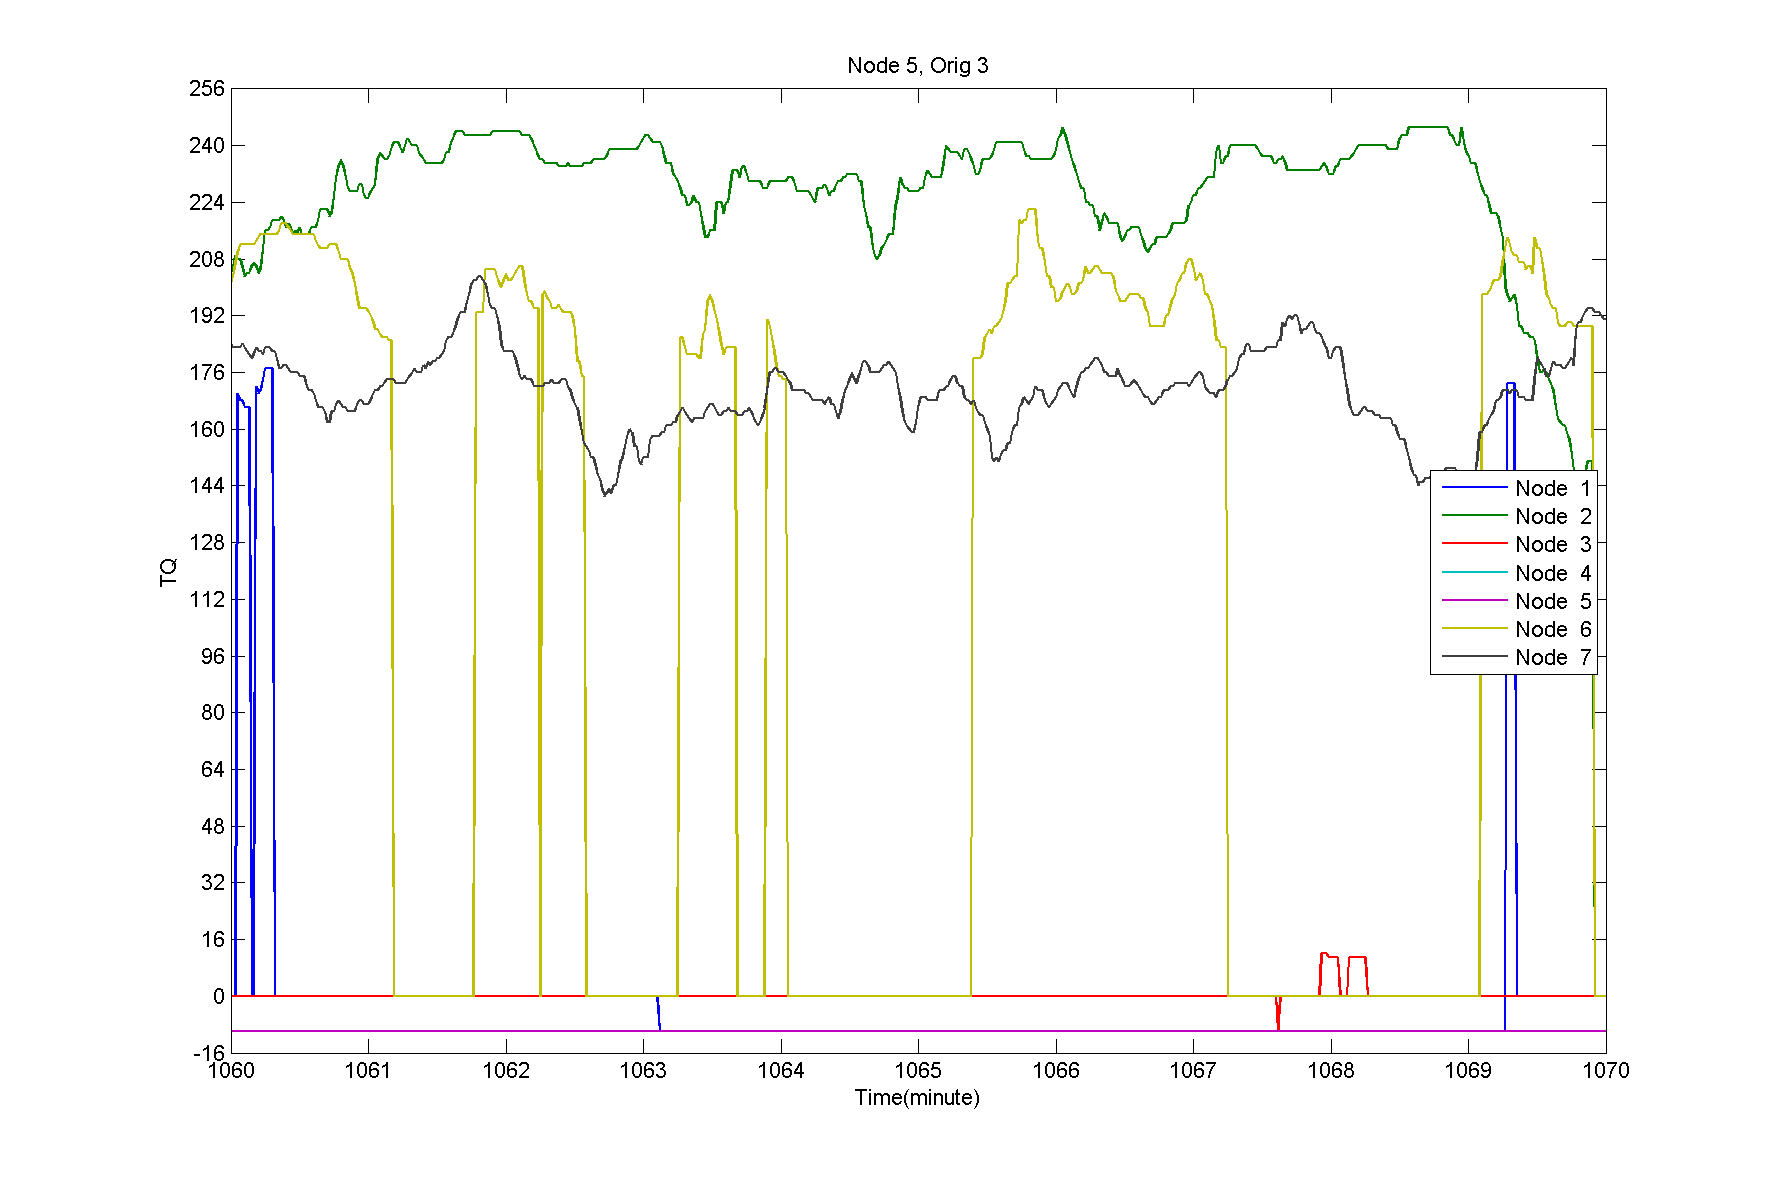 Node 5, Orig 3
256
240
224
208
192
176
160
144
128
112
96
80
64
48
32
16
0
-16
TQ
Node 1
Node 2
Node 3
Node 4
Node 5
Node 6
Node 7
1060 1061 1062 1063 1064 1065 1066 1067 1068 1069 1070
Time(minute)